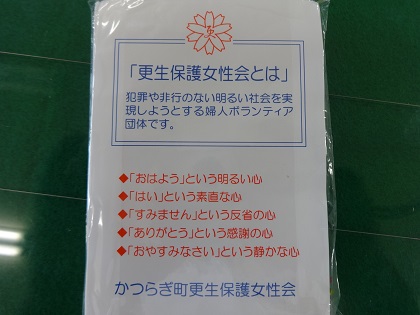 「更生保護女性会とは」
犯罪や非行のない明るい社会を実
現しようとする婦人ボランティア
団体です。
◆「おはよう」という明るい心
◆「はい」という素直な心
◆「すみません」という反省の心
◆「ありがとう」という感謝の心
◆「おやすみなさい」という静かな心
かつらぎ町更生保護女性会